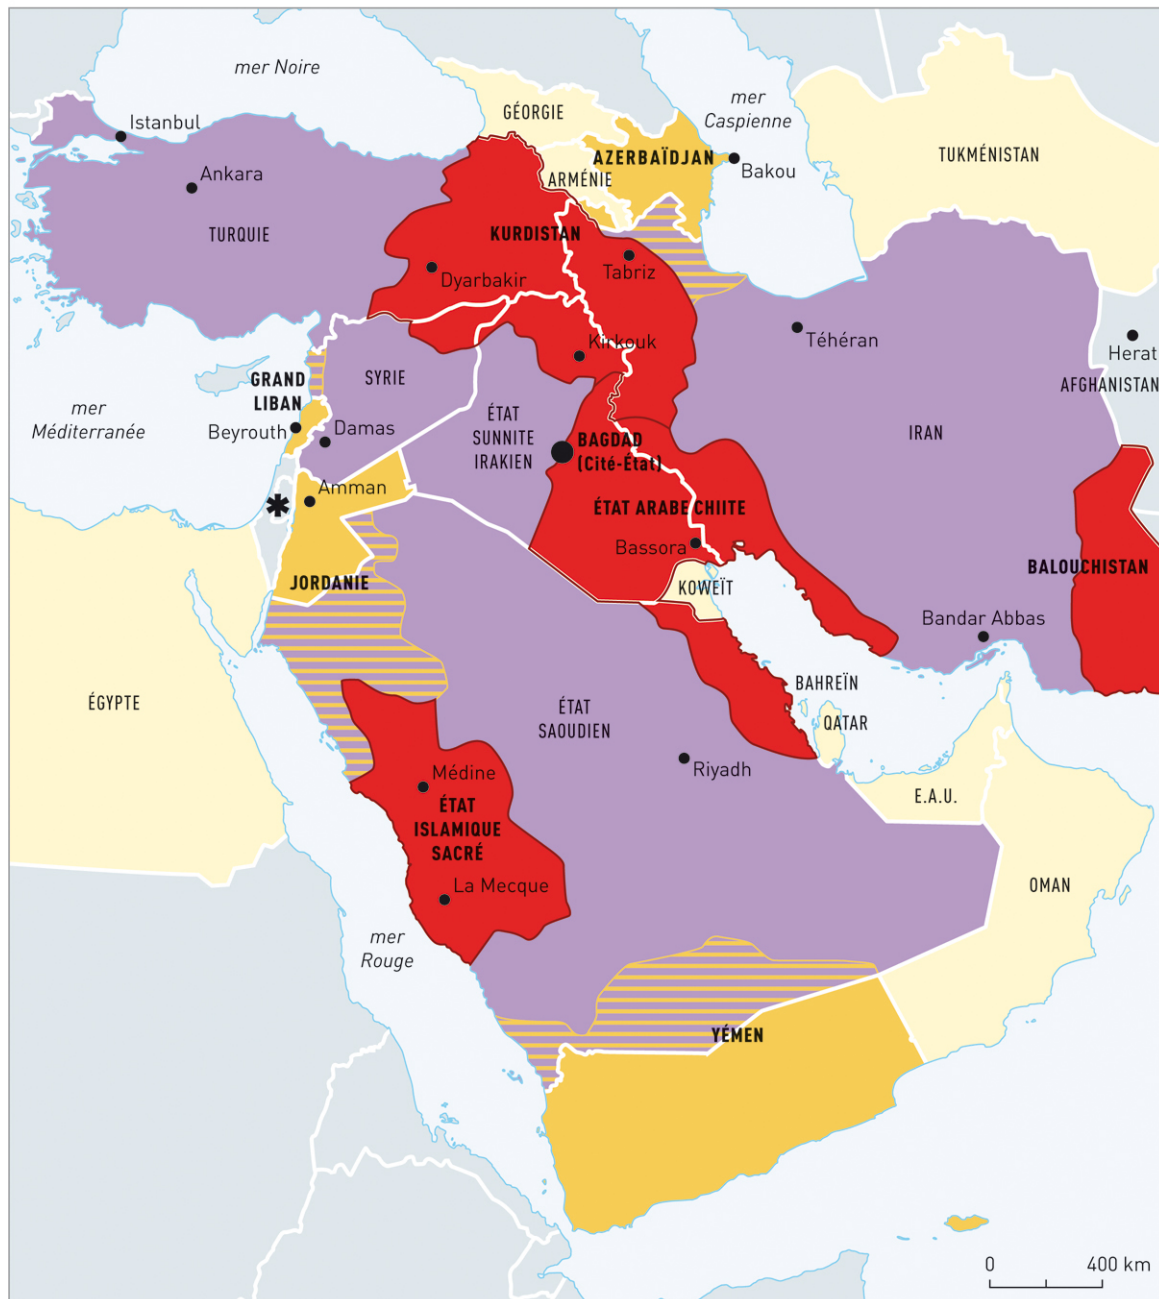 mer Noire
mer
Caspienne
GÉORGIE
TUKMÉNISTAN
Istanbul
AZERBAÏDJAN
Bakou
ARMÉNIE
Ankara
TURQUIE
KURDISTAN
Tabriz
Dyarbakir
Téhéran
Kirkouk
Herat
AFGHANISTAN
GRAND
LIBAN
SYRIE
mer
Méditerranée
Beyrouth
Damas
ÉTAT
SUNNITE
IRAKIEN
BAGDAD
(Cité-État)
IRAN
Amman
ÉTAT ARABE CHIITE
Bassora
JORDANIE
KOWEÏT
BALOUCHISTAN
Bandar Abbas
ÉGYPTE
ÉTAT
SAOUDIEN
BAHREÏN
QATAR
Riyadh
Médine
ÉTAT
ISLAMIQUE
SACRÉ
E.A.U.
La Mecque
OMAN
mer
Rouge
YÉMEN
0 400 km